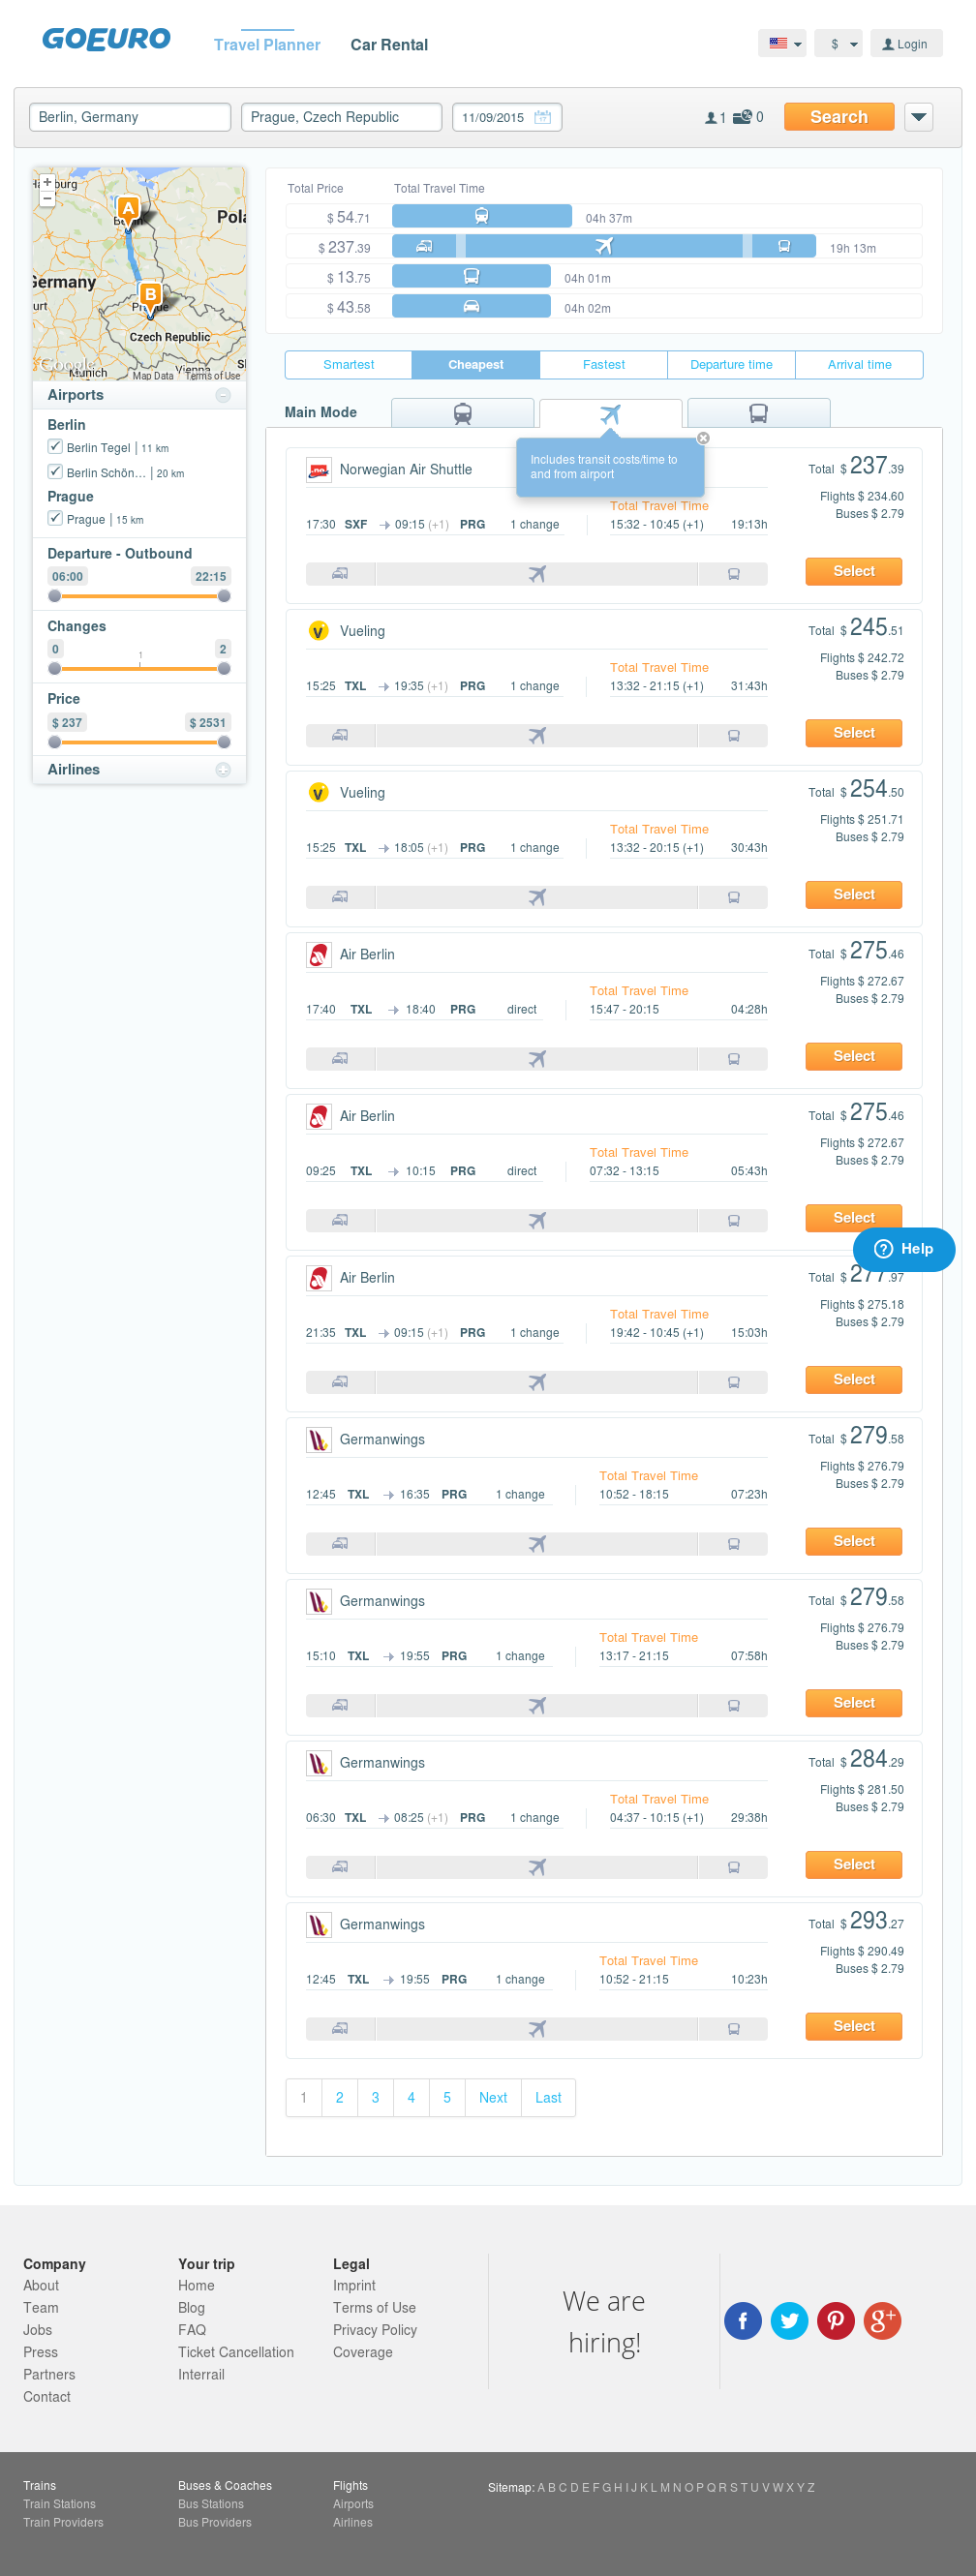 GOEURO
Travel Planner Car Rental
$ Login
Berlin, Germany Prague, Czech Republic 11/09/2015 1 0 Search
+
−
Germany
Czech Republic
Google
Map Data Terms of Use
Airports
Berlin
Berlin Tegel | 11 km
Berlin Schön... | 20 km
Prague
Prague | 15 km
Departure - Outbound
06:00 22:15
Changes
0 1 2
Price
$ 237 $ 2531
Airlines
Total Price Total Travel Time
$ 54.71 04h 37m
$ 237.39 19h 13m
$ 13.75 04h 01m
$ 43.58 04h 02m
Smartest Cheapest Fastest Departure time Arrival time
Main Mode
Includes transit costs/time to
and from airport
Norwegian Air Shuttle Total $ 237.39
Flights $ 234.60
Total Travel Time Buses $ 2.79
17:30 SXF 09:15 (+1) PRG 1 change 15:32 - 10:45 (+1) 19:13h
Select
Vueling Total $ 245.51
Flights $ 242.72
Total Travel Time Buses $ 2.79
15:25 TXL 19:35 (+1) PRG 1 change 13:32 - 21:15 (+1) 31:43h
Select
Vueling Total $ 254.50
Flights $ 251.71
Total Travel Time Buses $ 2.79
15:25 TXL 18:05 (+1) PRG 1 change 13:32 - 20:15 (+1) 30:43h
Select
Air Berlin Total $ 275.46
Flights $ 272.67
Total Travel Time Buses $ 2.79
17:40 TXL 18:40 PRG direct 15:47 - 20:15 04:28h
Select
Air Berlin Total $ 275.46
Flights $ 272.67
Total Travel Time Buses $ 2.79
09:25 TXL 10:15 PRG direct 07:32 - 13:15 05:43h
Select
Help
Air Berlin Total $ 277.97
Flights $ 275.18
Total Travel Time Buses $ 2.79
21:35 TXL 09:15 (+1) PRG 1 change 19:42 - 10:45 (+1) 15:03h
Select
Germanwings Total $ 279.58
Flights $ 276.79
Total Travel Time Buses $ 2.79
12:45 TXL 16:35 PRG 1 change 10:52 - 18:15 07:23h
Select
Germanwings Total $ 279.58
Flights $ 276.79
Total Travel Time Buses $ 2.79
15:10 TXL 19:55 PRG 1 change 13:17 - 21:15 07:58h
Select
Germanwings Total $ 284.29
Flights $ 281.50
Total Travel Time Buses $ 2.79
06:30 TXL 08:25 (+1) PRG 1 change 04:37 - 10:15 (+1) 29:38h
Select
Germanwings Total $ 293.27
Flights $ 290.49
Total Travel Time Buses $ 2.79
12:45 TXL 19:55 PRG 1 change 10:52 - 21:15 10:23h
Select
1 2 3 4 5 Next Last
Company
About
Team
Jobs
Press
Partners
Contact
Your trip
Home
Blog
FAQ
Ticket Cancellation
Interrail
Legal
Imprint
Terms of Use
Privacy Policy
Coverage
We are
hiring!
Trains
Train Stations
Train Providers
Buses & Coaches
Bus Stations
Bus Providers
Flights
Airports
Airlines
Sitemap: A B C D E F G H I J K L M N O P Q R S T U V W X Y Z